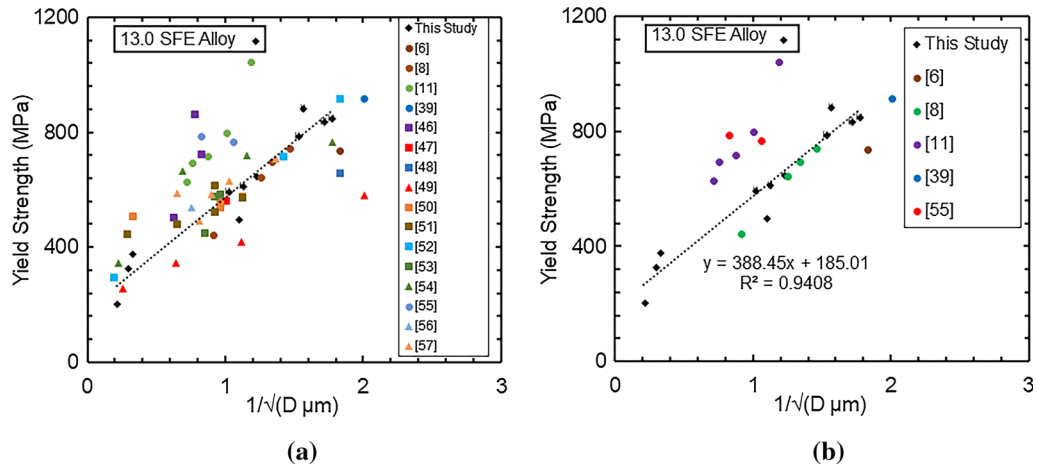 1200
800
400
0
Yield Strength (MPa)
13.0 SFE Alloy
This Study
[6]
[8]
[11]
[39]
[46]
[47]
[48]
[49]
[50]
[51]
[52]
[53]
[54]
[55]
[56]
[57]
0 1 2 3
1/√(D μm)
(a)
1200
800
400
0
Yield Strength (MPa)
13.0 SFE Alloy
This Study
[6]
[8]
[11]
[39]
[55]
y = 388.45x + 185.01
R² = 0.9408
0 1 2 3
1/√(D μm)
(b)